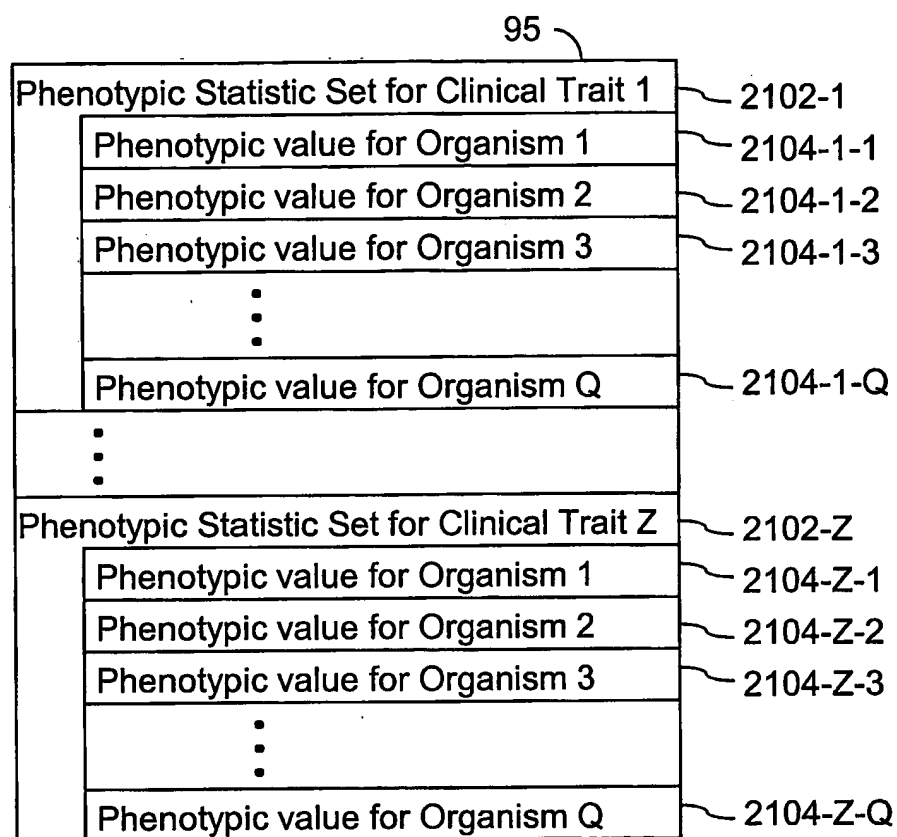 95
Phenotypic Statistic Set for Clinical Trait 1 2102-1
Phenotypic value for Organism 1 2104-1-1
Phenotypic value for Organism 2 2104-1-2
Phenotypic value for Organism 3 2104-1-3
Phenotypic value for Organism Q 2104-1-Q
Phenotypic Statistic Set for Clinical Trait Z 2102-Z
Phenotypic value for Organism 1 2104-Z-1
Phenotypic value for Organism 2 2104-Z-2
Phenotypic value for Organism 3 2104-Z-3
Phenotypic value for Organism Q 2104-Z-Q